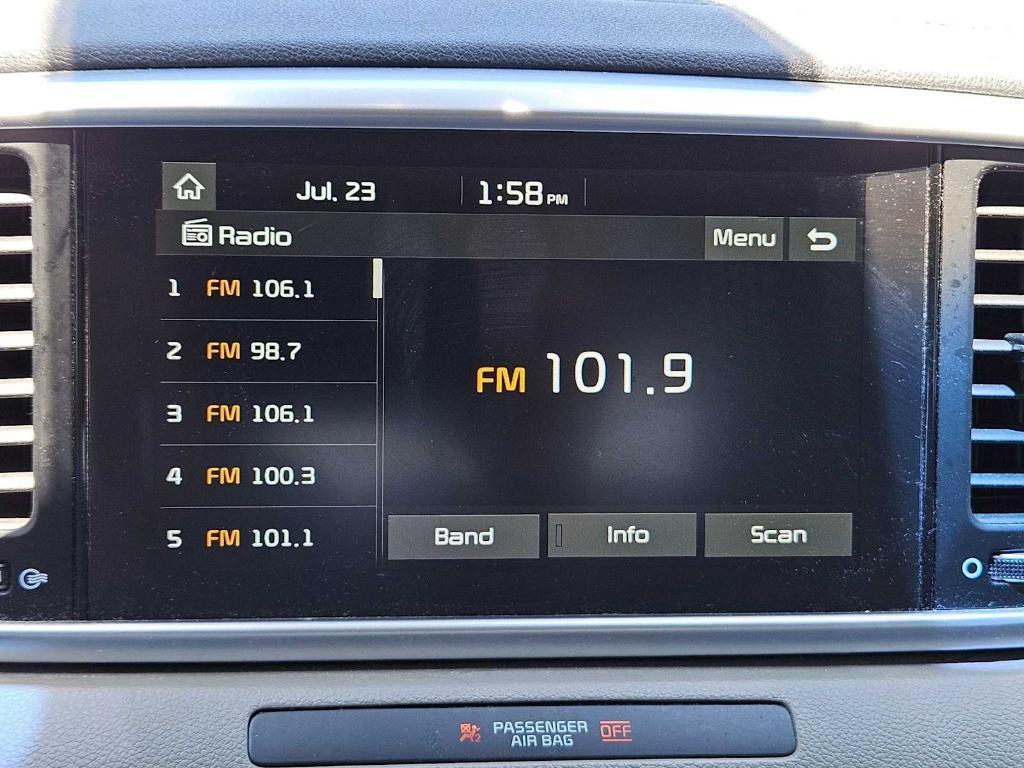 Jul. 23 1:58 PM
Radio Menu
1 FM 106.1
2 FM 98.7
3 FM 106.1
4 FM 100.3
5 FM 101.1
FM 101.9
Band Info Scan
PASSENGER
AIR BAG OFF
2